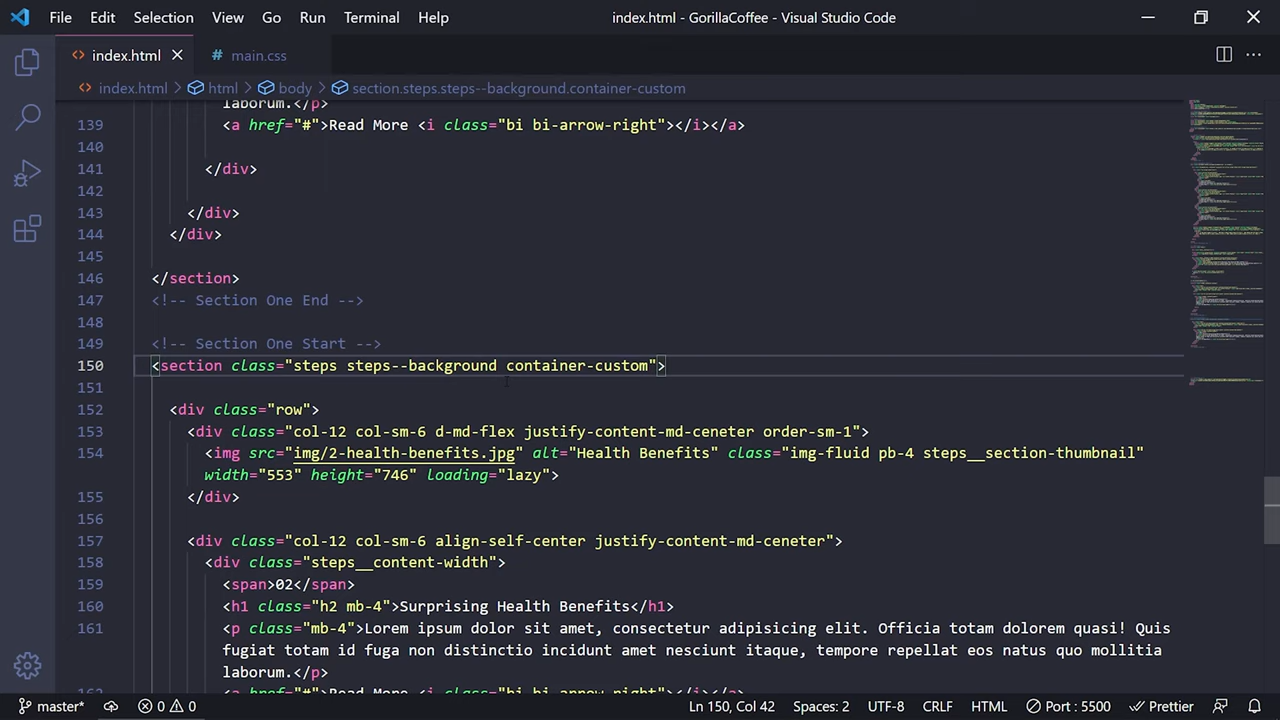 File Edit Selection View Go Run Terminal Help index.html - GorillaCoffee - Visual Studio Code
<> index.html # main.css
<> index.html > html > body > section.steps.steps--background.container-custom
laborum.</p>
139 <a href="#">Read More <i class="bi bi-arrow-right"></i></a>
140
141 </div>
142
143 </div>
144 </div>
145
146 </section>
147 <!-- Section One End -->
148
149 <!-- Section One Start -->
150 <section class="steps steps--background container-custom">
151
152 <div class="row">
153 <div class="col-12 col-sm-6 d-md-flex justify-content-md-ceneter order-sm-1">
154 <img src="img/2-health-benefits.jpg" alt="Health Benefits" class="img-fluid pb-4 steps__section-thumbnail"
width="553" height="746" loading="lazy">
155 </div>
156
157 <div class="col-12 col-sm-6 align-self-center justify-content-md-ceneter">
158 <div class="steps__content-width">
159 <span>02</span>
160 <h1 class="h2 mb-4">Surprising Health Benefits</h1>
161 <p class="mb-4">Lorem ipsum dolor sit amet, consectetur adipisicing elit. Officia totam dolorem quasi! Quis
fugiat totam id fuga non distinctio incidunt amet nesciunt itaque, tempore repellat eos natus quo mollitia
laborum.</p>
162 <a href="#">Read More <i class="bi bi-arrow-right"></i></a>
master* 0 0 Ln 150, Col 42 Spaces: 2 UTF-8 CRLF HTML Port : 5500 Prettier